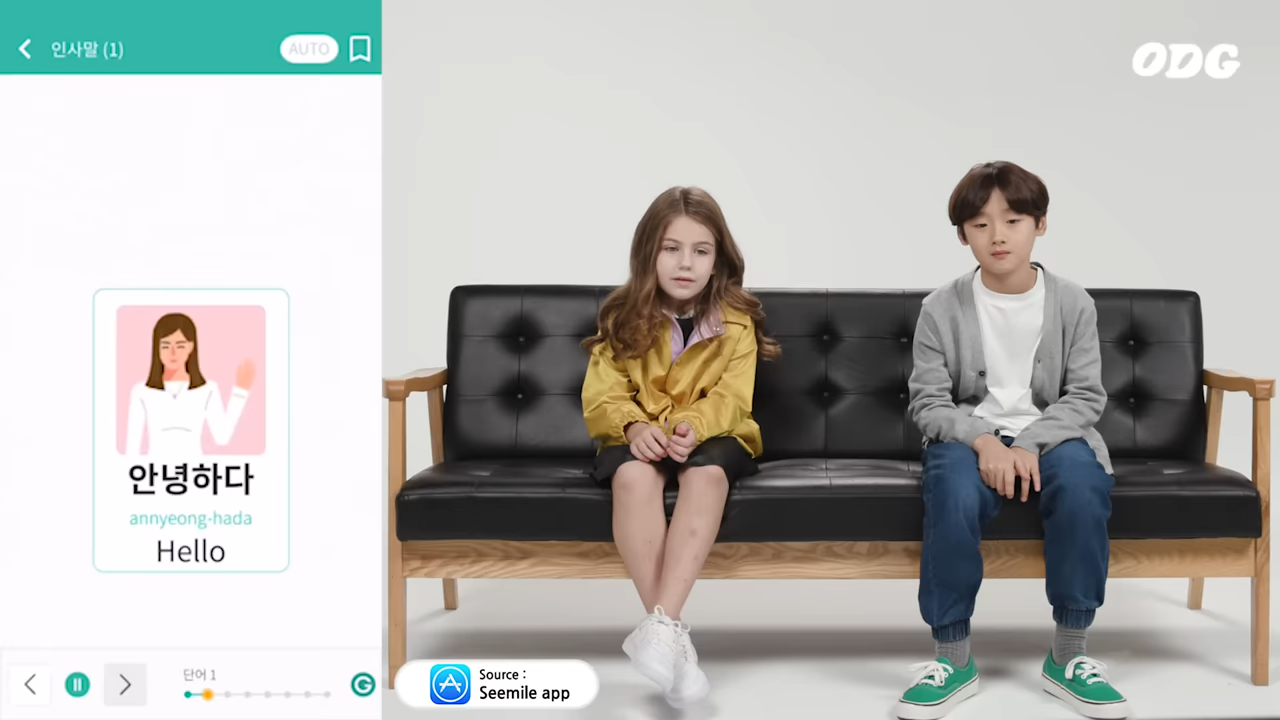 인사말 (1)
AUTO
안녕하다
annyeong-hada
Hello
단어 1
Source :
Seemile app
ODG